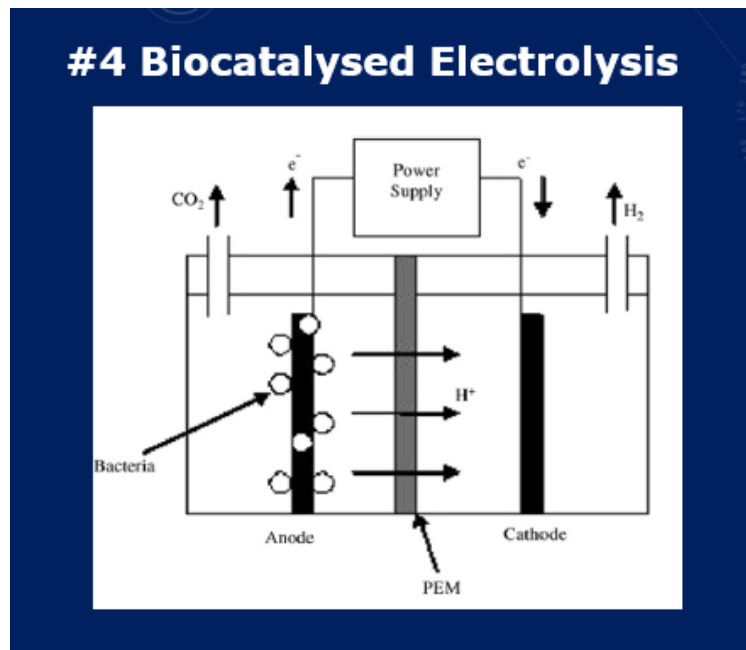 #4 Biocatalysed Electrolysis
e⁻
Power
Supply
e⁻
CO₂
H₂
H⁺
Bacteria
Anode
Cathode
PEM